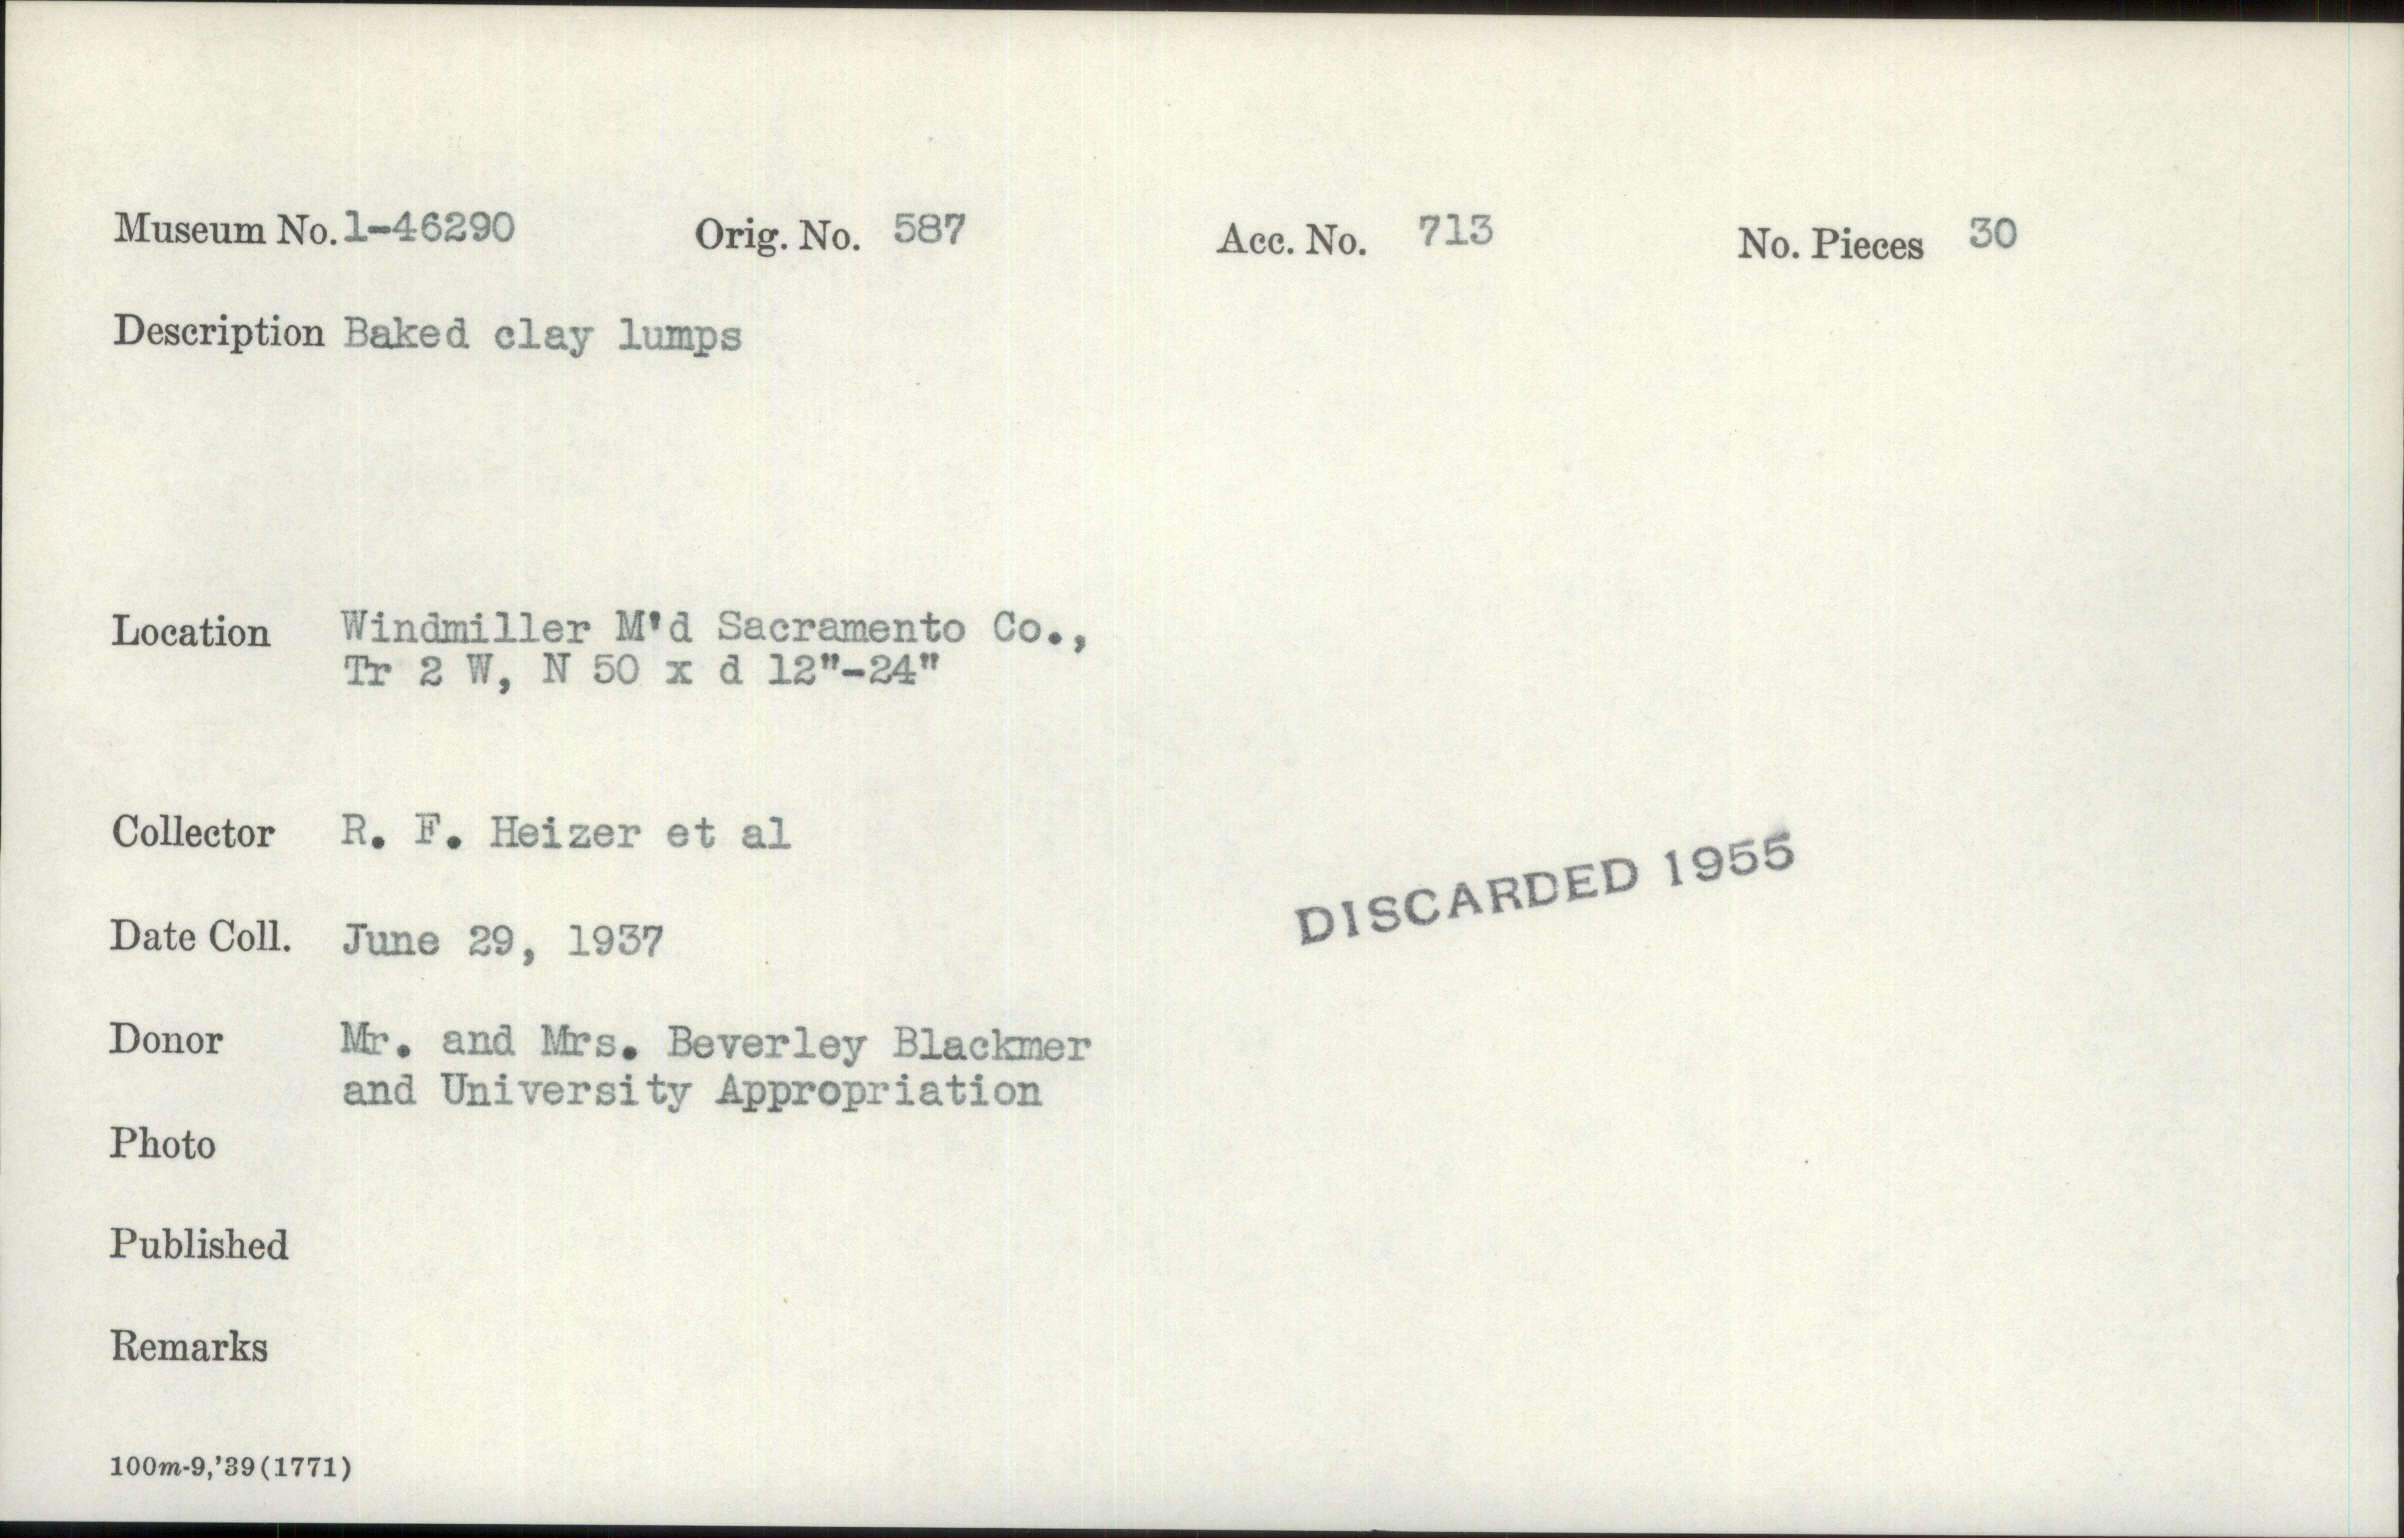 Museum No. 1-46290 Orig. No. 587 Acc. No. 713 No. Pieces 30
Description Baked clay lumps
Location Windmiller M'd Sacramento Co.,
Tr 2 W, N 50 x d 12"-24"
Collector R. F. Heizer et al
DISCARDED 1955
Date Coll. June 29, 1937
Donor Mr. and Mrs. Beverley Blackmer
and University Appropriation
Photo
Published
Remarks
100m-9,'39(1771)